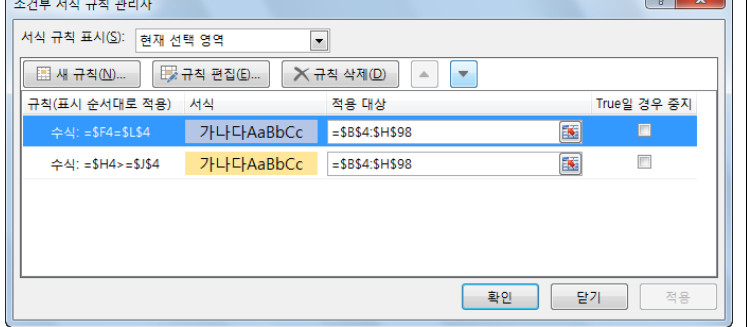 조건부 서식 규칙 관리자
서식 규칙 표시(S): 현재 선택 영역
새 규칙(N)... 규칙 편집(E)... 규칙 삭제(D)
규칙(표시 순서대로 적용) 서식 적용 대상 True일 경우 중지
수식: =$F4=$L$4 가나다AaBbCc =$B$4:$H$98
수식: =$H4>=$J$4 가나다AaBbCc =$B$4:$H$98
확인 닫기 적용